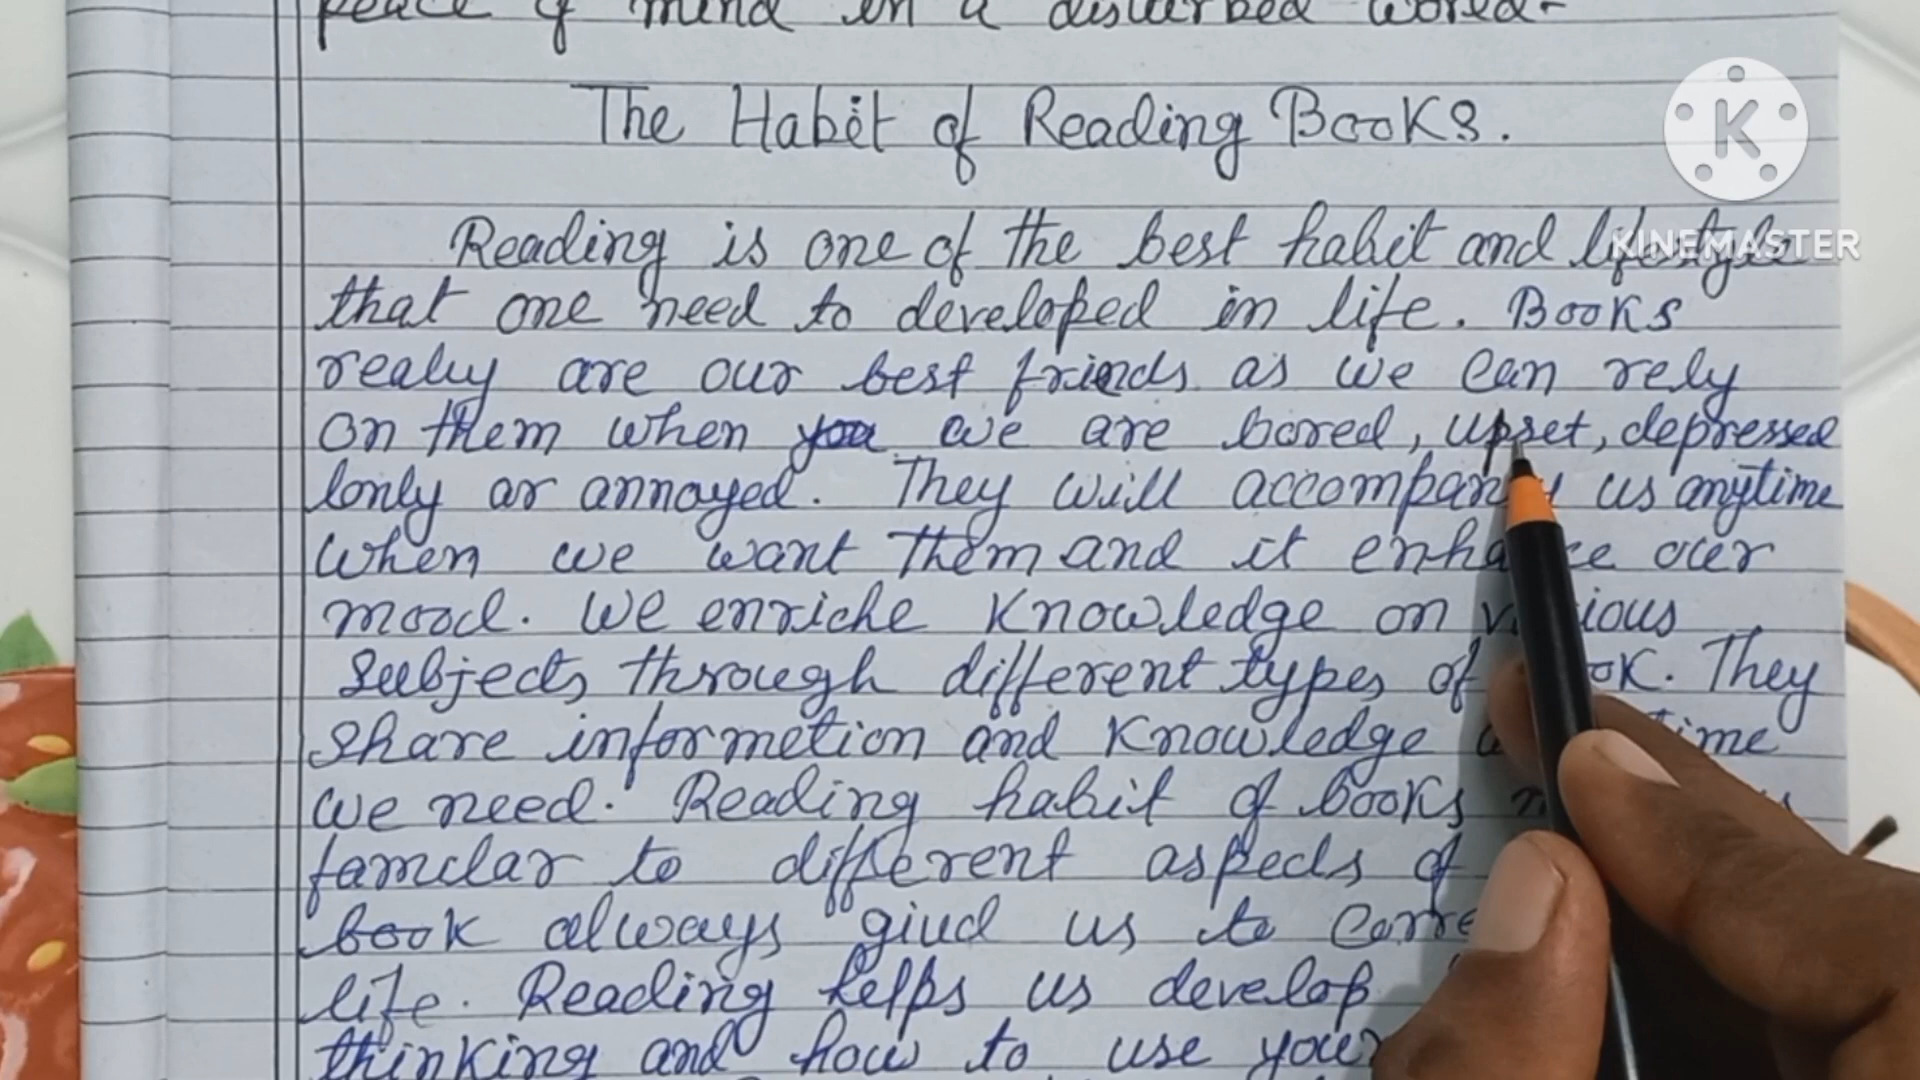 peace of mind in a disturbed world-
The Habit of Reading Books.
K
KINEMASTER
Reading is one of the best habit and lifestyle
that one need to developed in life. Books
realy are our best friends as we can rely
on them when we are bored, upset, depressed
lonly or annoyed. They will accompany us anytime
when we want them and it enhance our
mood. We enriche knowledge on various
subjects through different types of book. They
share informetion and knowledge time
we need. Reading habit of books
familar to different aspects of
book always giud us to
life. Reading helps us develop
thinking and how to use your